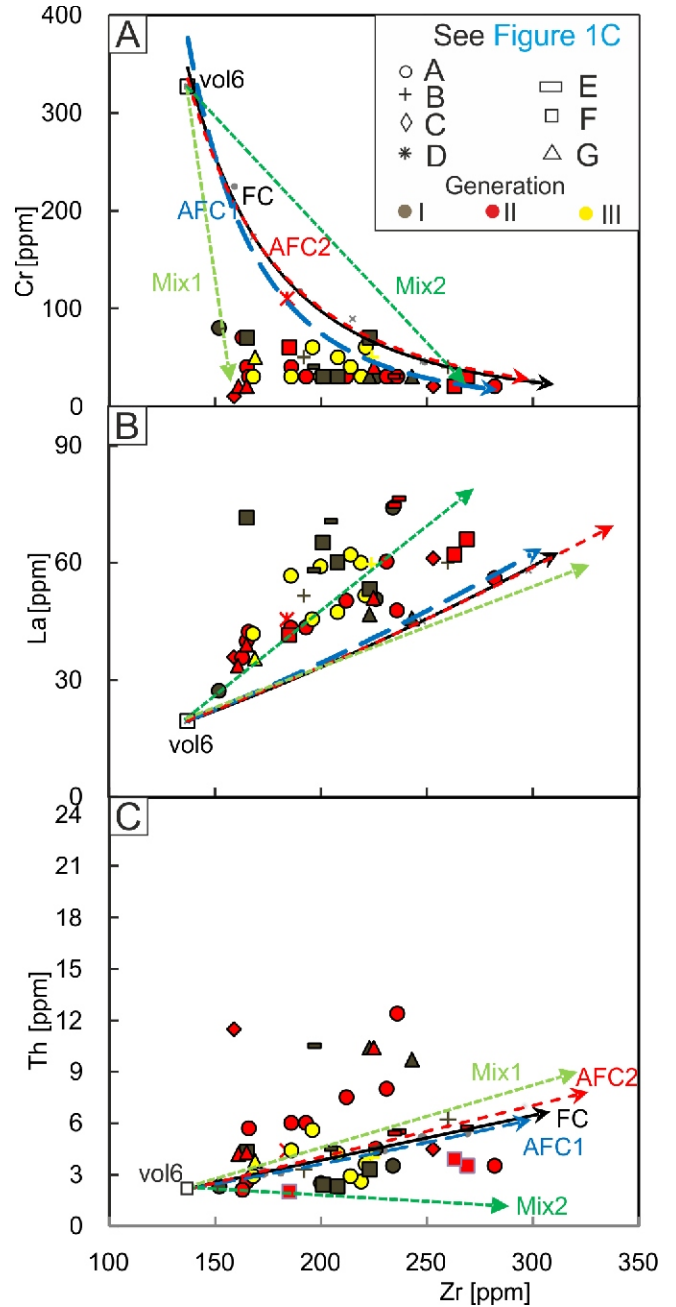 A
400
300
200
100
0
Cr [ppm]
vol6
FC
AFC1
AFC2
Mix1
Mix2
See Figure 1C
A
B
C
D
E
F
G
Generation
I
II
III
B
90
60
30
0
La [ppm]
vol6
C
24
21
18
15
12
9
6
3
0
Th [ppm]
vol6
Mix1
AFC2
FC
AFC1
Mix2
100
150
200
250
300
350
Zr [ppm]